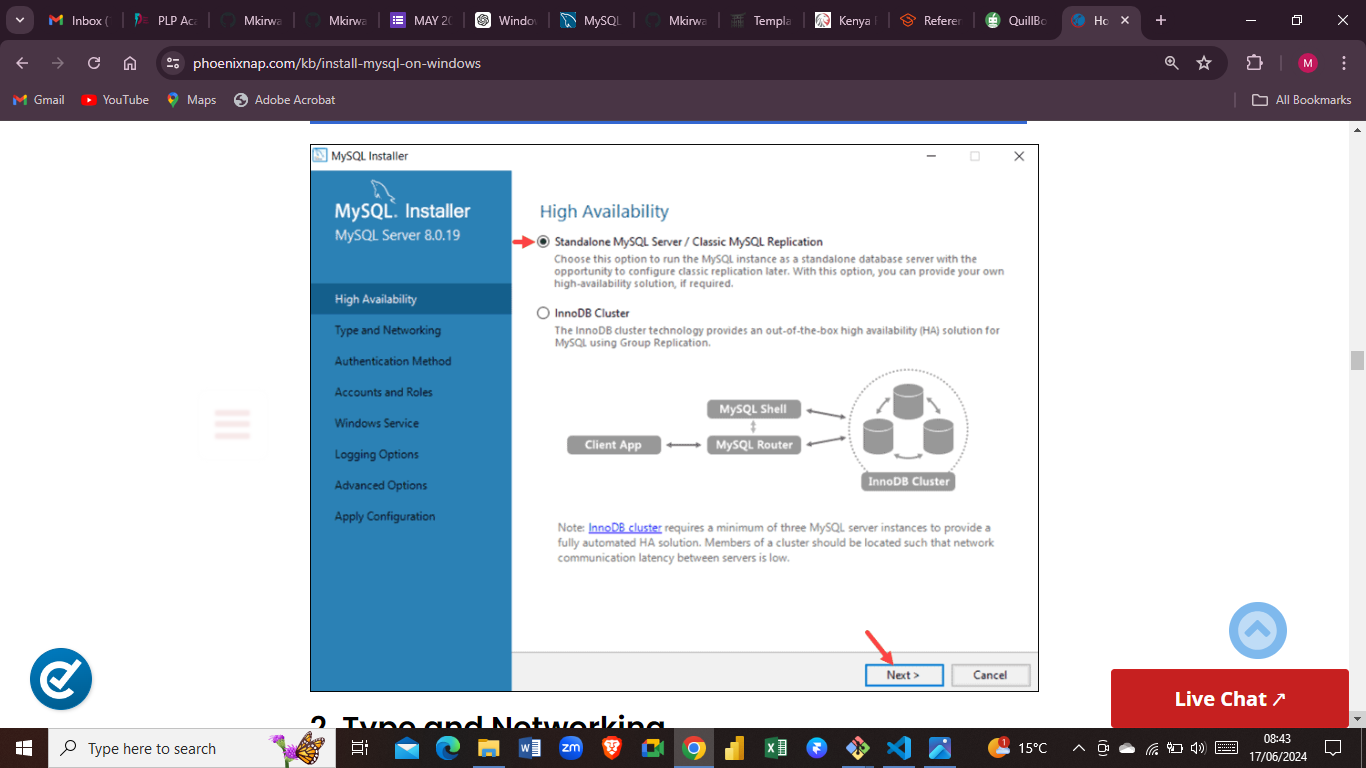 Inbox (
PLP Aca
Mkirwa
Mkirwa
MAY 20
Window
MySQL
Mkirwa
Templa
Kenya
Referen
QuillBo
Ho
phoenixnap.com/kb/install-mysql-on-windows
M
Gmail
YouTube
Maps
Adobe Acrobat
All Bookmarks
MySQL Installer
MySQL. Installer
MySQL Server 8.0.19
High Availability
Type and Networking
Authentication Method
Accounts and Roles
Windows Service
Logging Options
Advanced Options
Apply Configuration
High Availability
Standalone MySQL Server / Classic MySQL Replication
Choose this option to run the MySQL instance as a standalone database server with the
opportunity to configure classic replication later. With this option, you can provide your own
high-availability solution, if required.
InnoDB Cluster
The InnoDB cluster technology provides an out-of-the-box high availability (HA) solution for
MySQL using Group Replication.
MySQL Shell
Client App
MySQL Router
InnoDB Cluster
Note: InnoDB cluster requires a minimum of three MySQL server instances to provide a
fully automated HA solution. Members of a cluster should be located such that network
communication latency between servers is low.
Next >
Cancel
Live Chat ↗
2. Type and Networking
Type here to search
zm
1
15°C
08:43
17/06/2024